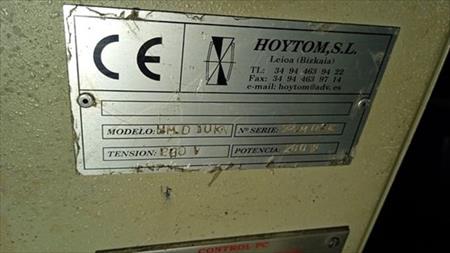 CE
HOYTOM, S.L.
Leioa (Bizkaia)
TL: 34 94 463 94 22
Fax: 34 94 463 97 14
e-mail: hoytom@adv.es
MODELO: Nº SERIE:
TENSION: V POTENCIA:
CONTROL PC